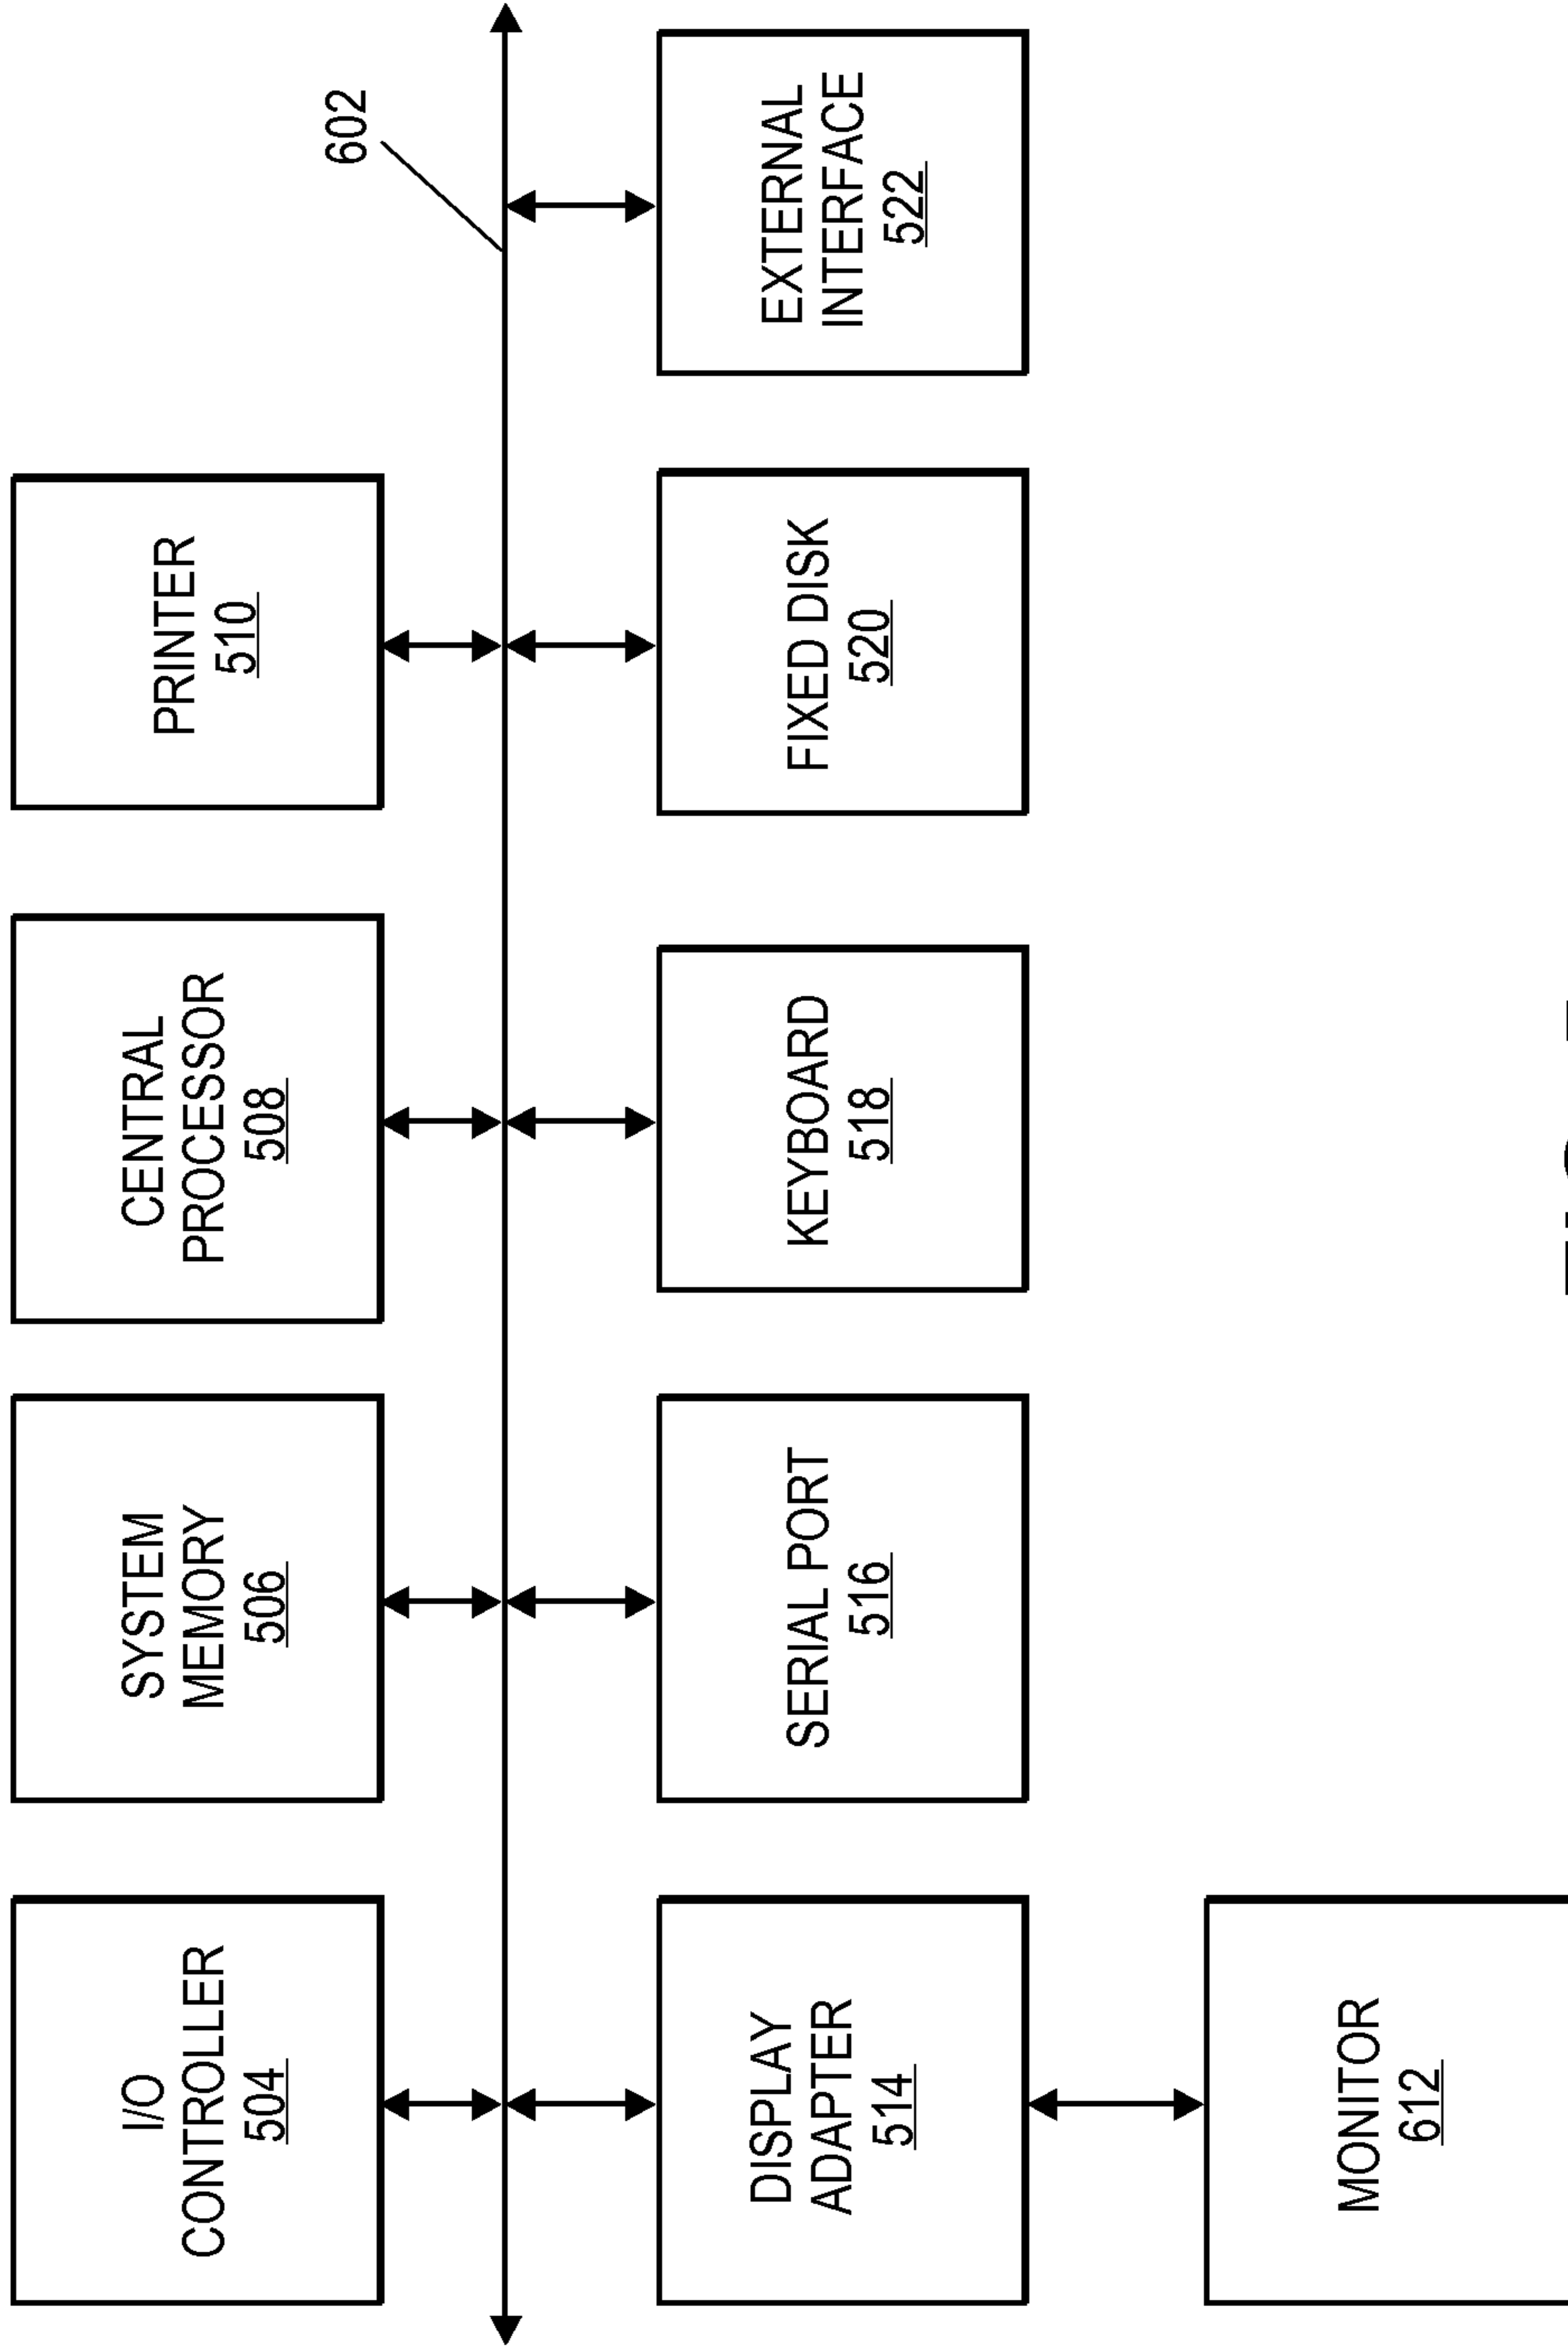 I/O
CONTROLLER
504
SYSTEM
MEMORY
506
CENTRAL
PROCESSOR
508
PRINTER
510
602
DISPLAY
ADAPTER
514
SERIAL PORT
516
KEYBOARD
518
FIXED DISK
520
EXTERNAL
INTERFACE
522
MONITOR
612